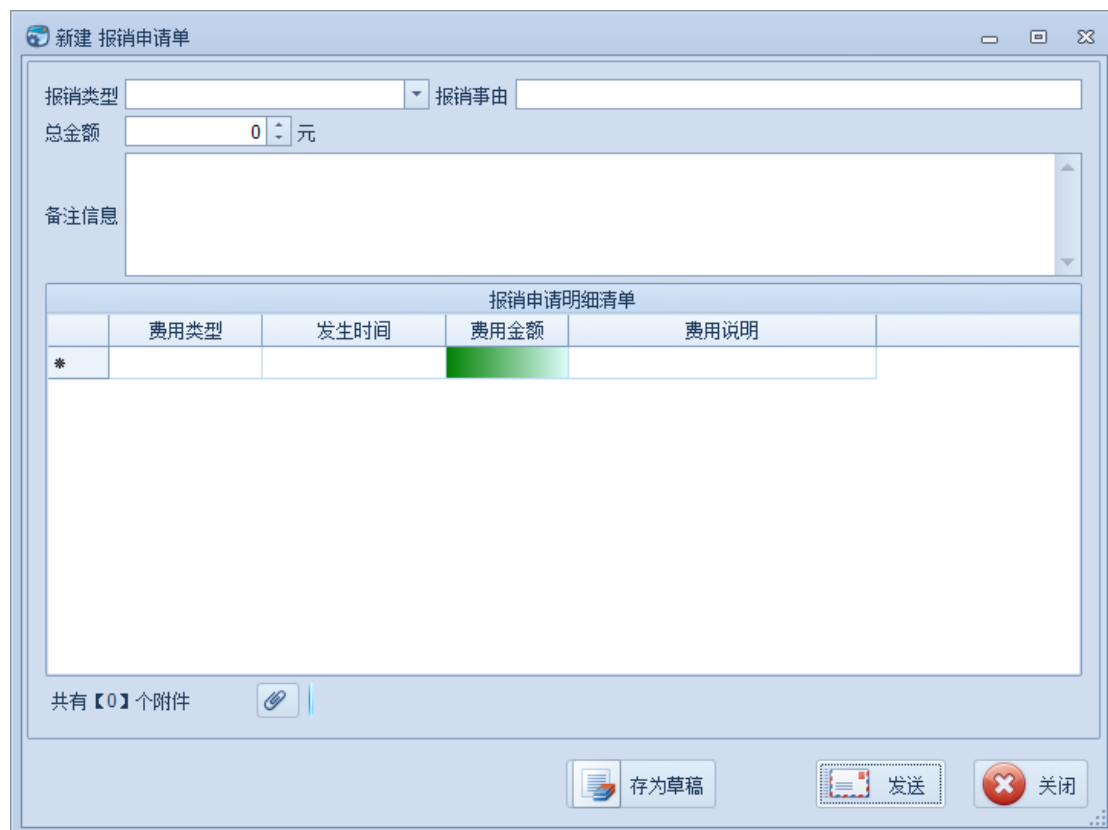 新建 报销申请单
报销类型 报销事由
总金额 0 元
备注信息
报销申请明细清单
费用类型 发生时间 费用金额 费用说明
*
共有【0】个附件
存为草稿 发送 关闭